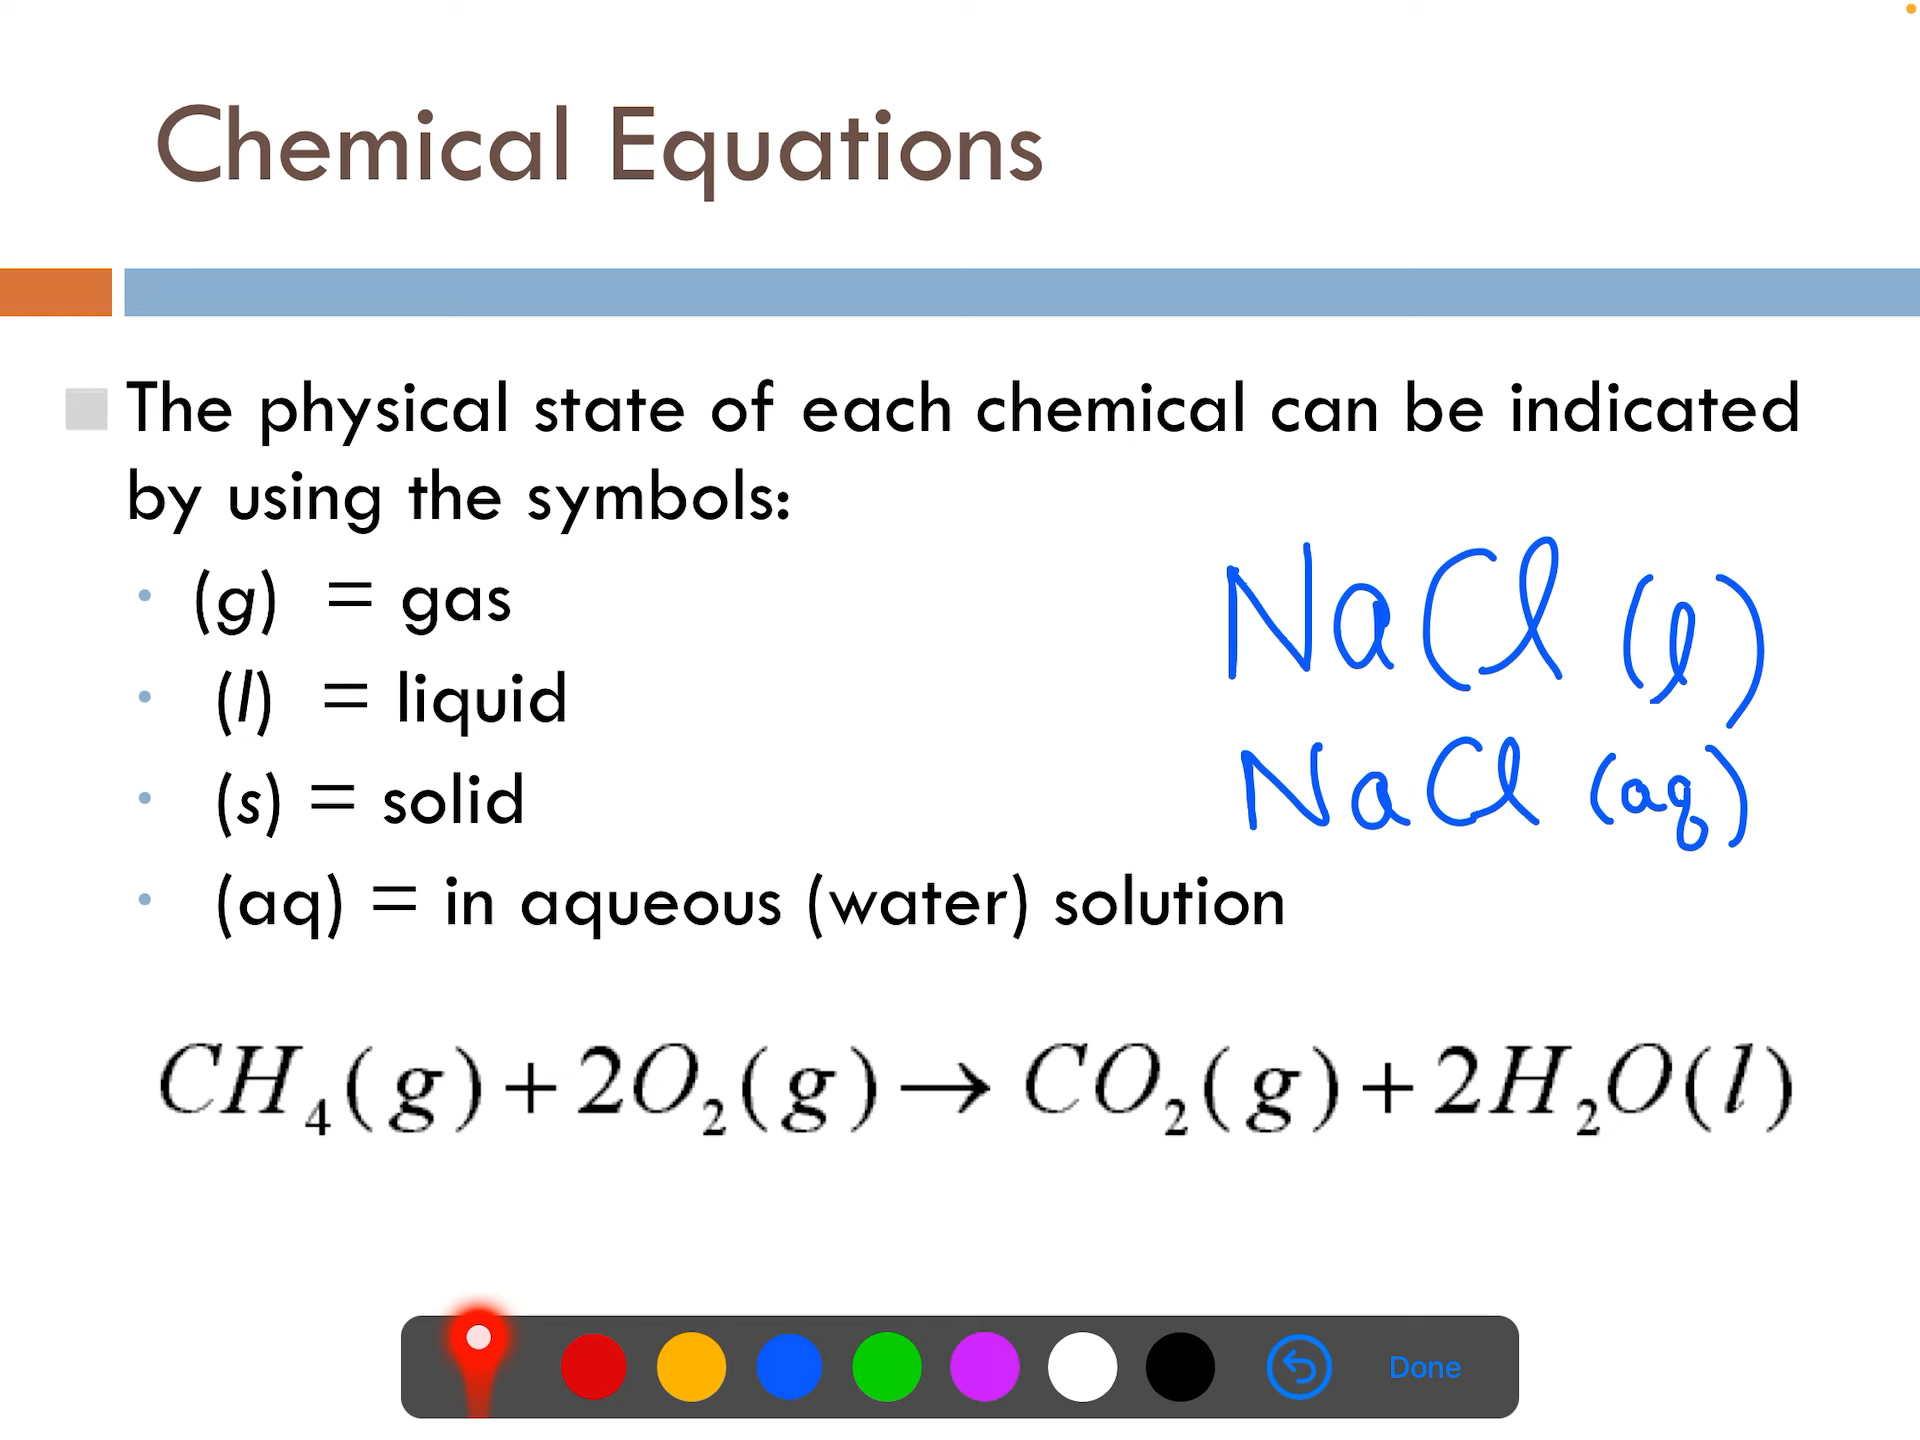 Chemical Equations
The physical state of each chemical can be indicated
by using the symbols:
• (g) = gas
• (l) = liquid
• (s) = solid
• (aq) = in aqueous (water) solution
NaCl (l)
NaCl (aq)
CH₄(g) + 2O₂(g) → CO₂(g) + 2H₂O(l)
Done